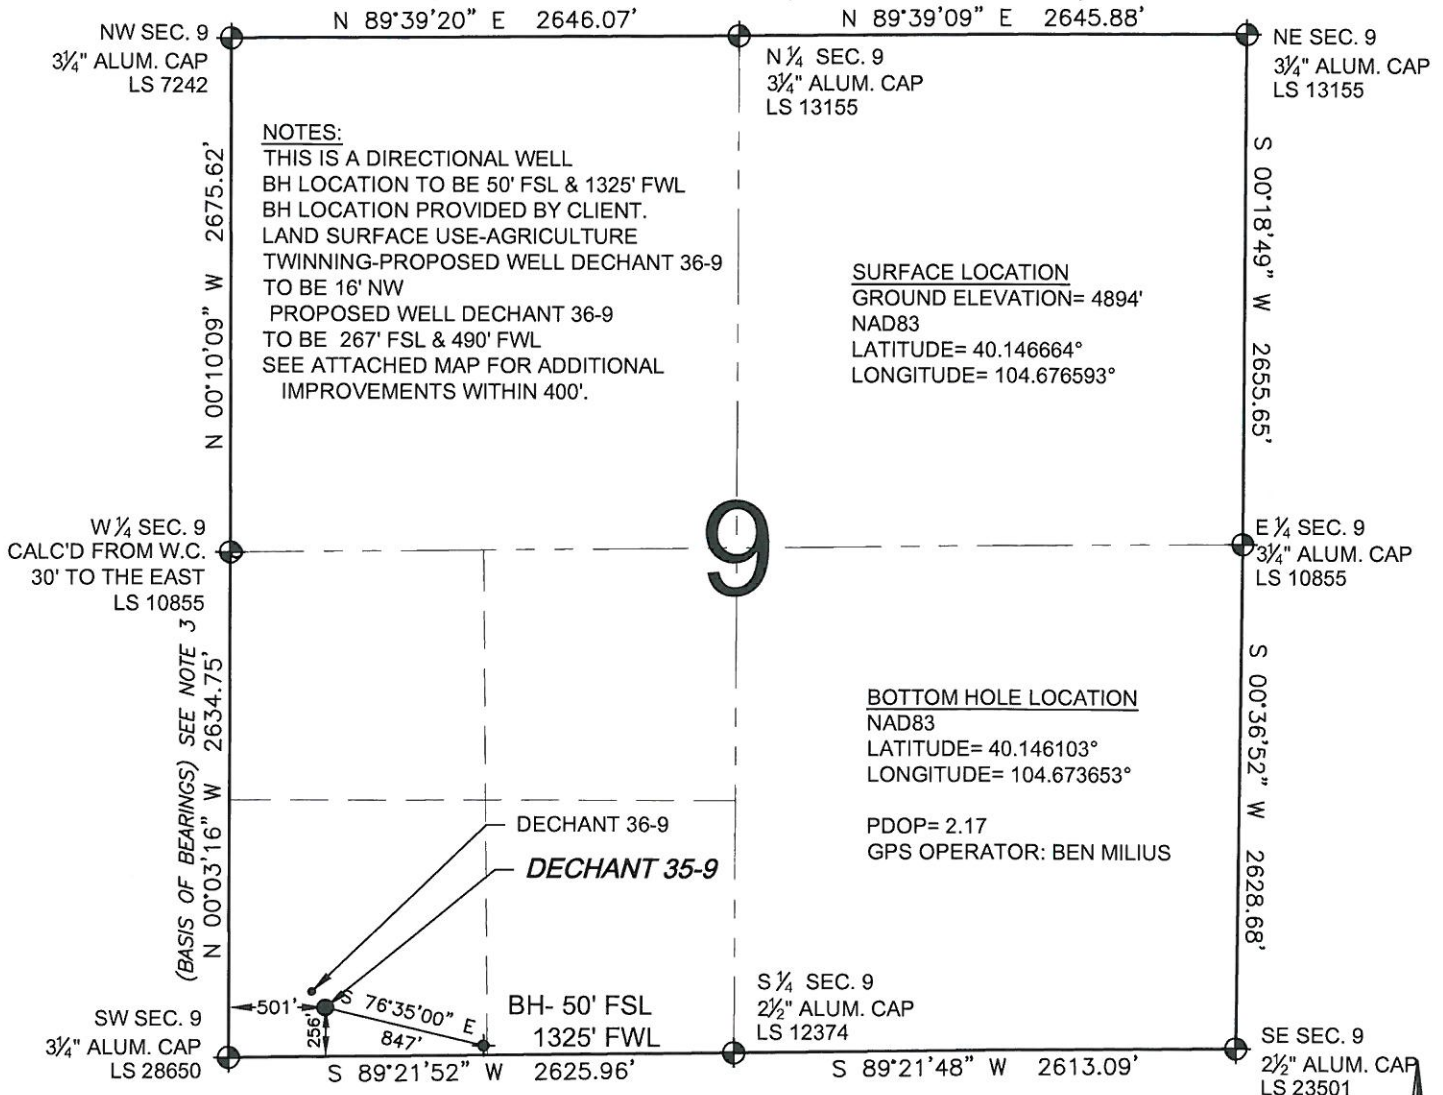 N 89°39'20" E 2646.07'
N 89°39'09" E 2645.88'
NW SEC. 9
3¼" ALUM. CAP
LS 7242
N ¼ SEC. 9
3¼" ALUM. CAP
LS 13155
NE SEC. 9
3¼" ALUM. CAP
LS 13155
NOTES:
THIS IS A DIRECTIONAL WELL
BH LOCATION TO BE 50' FSL & 1325' FWL
BH LOCATION PROVIDED BY CLIENT.
LAND SURFACE USE-AGRICULTURE
TWINNING-PROPOSED WELL DECHANT 36-9
TO BE 16' NW
PROPOSED WELL DECHANT 36-9
TO BE 267' FSL & 490' FWL
SEE ATTACHED MAP FOR ADDITIONAL
IMPROVEMENTS WITHIN 400'.
N 00°10'09" W 2675.62'
SURFACE LOCATION
GROUND ELEVATION= 4894'
NAD83
LATITUDE= 40.146664°
LONGITUDE= 104.676593°
S 00°18'49" W 2655.65'
W ¼ SEC. 9
CALC'D FROM W.C.
30' TO THE EAST
LS 10855
9
E ¼ SEC. 9
3¼" ALUM. CAP
LS 10855
(BASIS OF BEARINGS) SEE NOTE 3
N 00°03'16" W 2634.75'
BOTTOM HOLE LOCATION
NAD83
LATITUDE= 40.146103°
LONGITUDE= 104.673653°
PDOP= 2.17
GPS OPERATOR: BEN MILIUS
S 00°36'52" W 2628.68'
DECHANT 36-9
DECHANT 35-9
501'
256'
S 76°35'00" E
847'
BH- 50' FSL
1325' FWL
SW SEC. 9
3¼" ALUM. CAP
LS 28650
S ¼ SEC. 9
2½" ALUM. CAP
LS 12374
SE SEC. 9
2½" ALUM. CAP
LS 23501
S 89°21'52" W 2625.96'
S 89°21'48" W 2613.09'